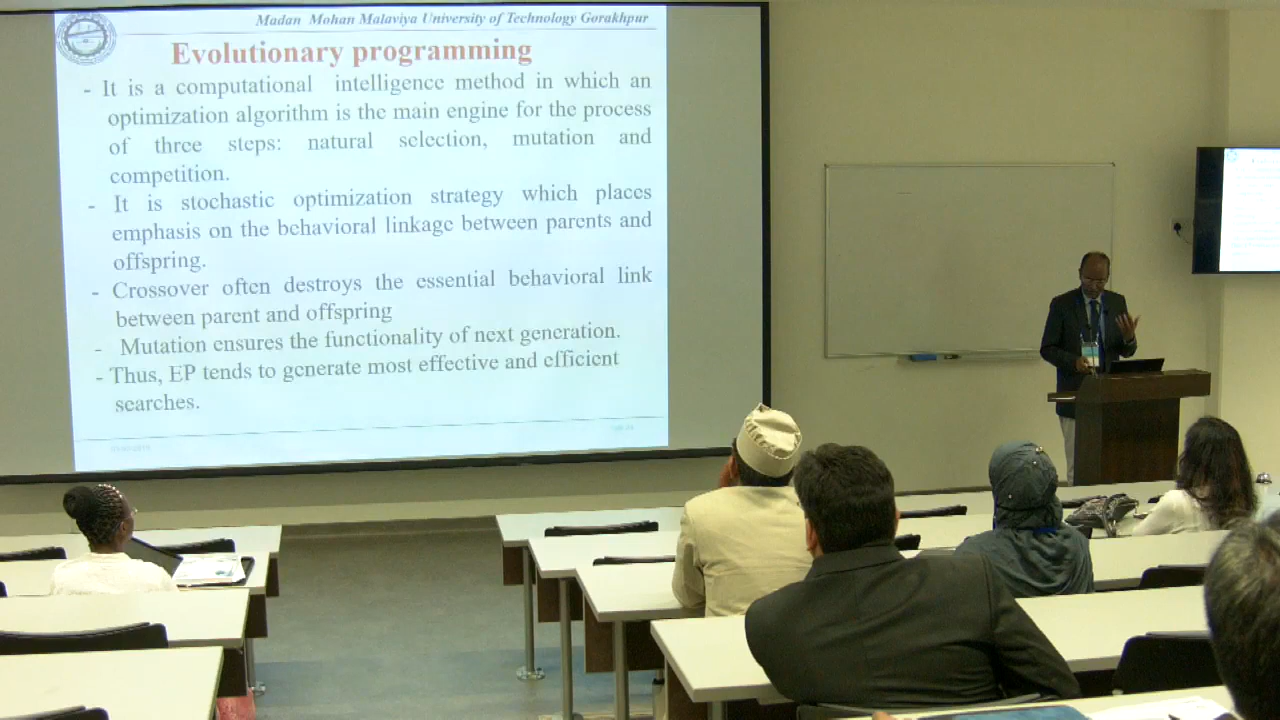 Madan Mohan Malaviya University of Technology Gorakhpur
Evolutionary programming
- It is a computational intelligence method in which an
optimization algorithm is the main engine for the process
of three steps: natural selection, mutation and
competition.
- It is stochastic optimization strategy which places
emphasis on the behavioral linkage between parents and
offspring.
- Crossover often destroys the essential behavioral link
between parent and offspring
- Mutation ensures the functionality of next generation.
- Thus, EP tends to generate most effective and efficient
searches.